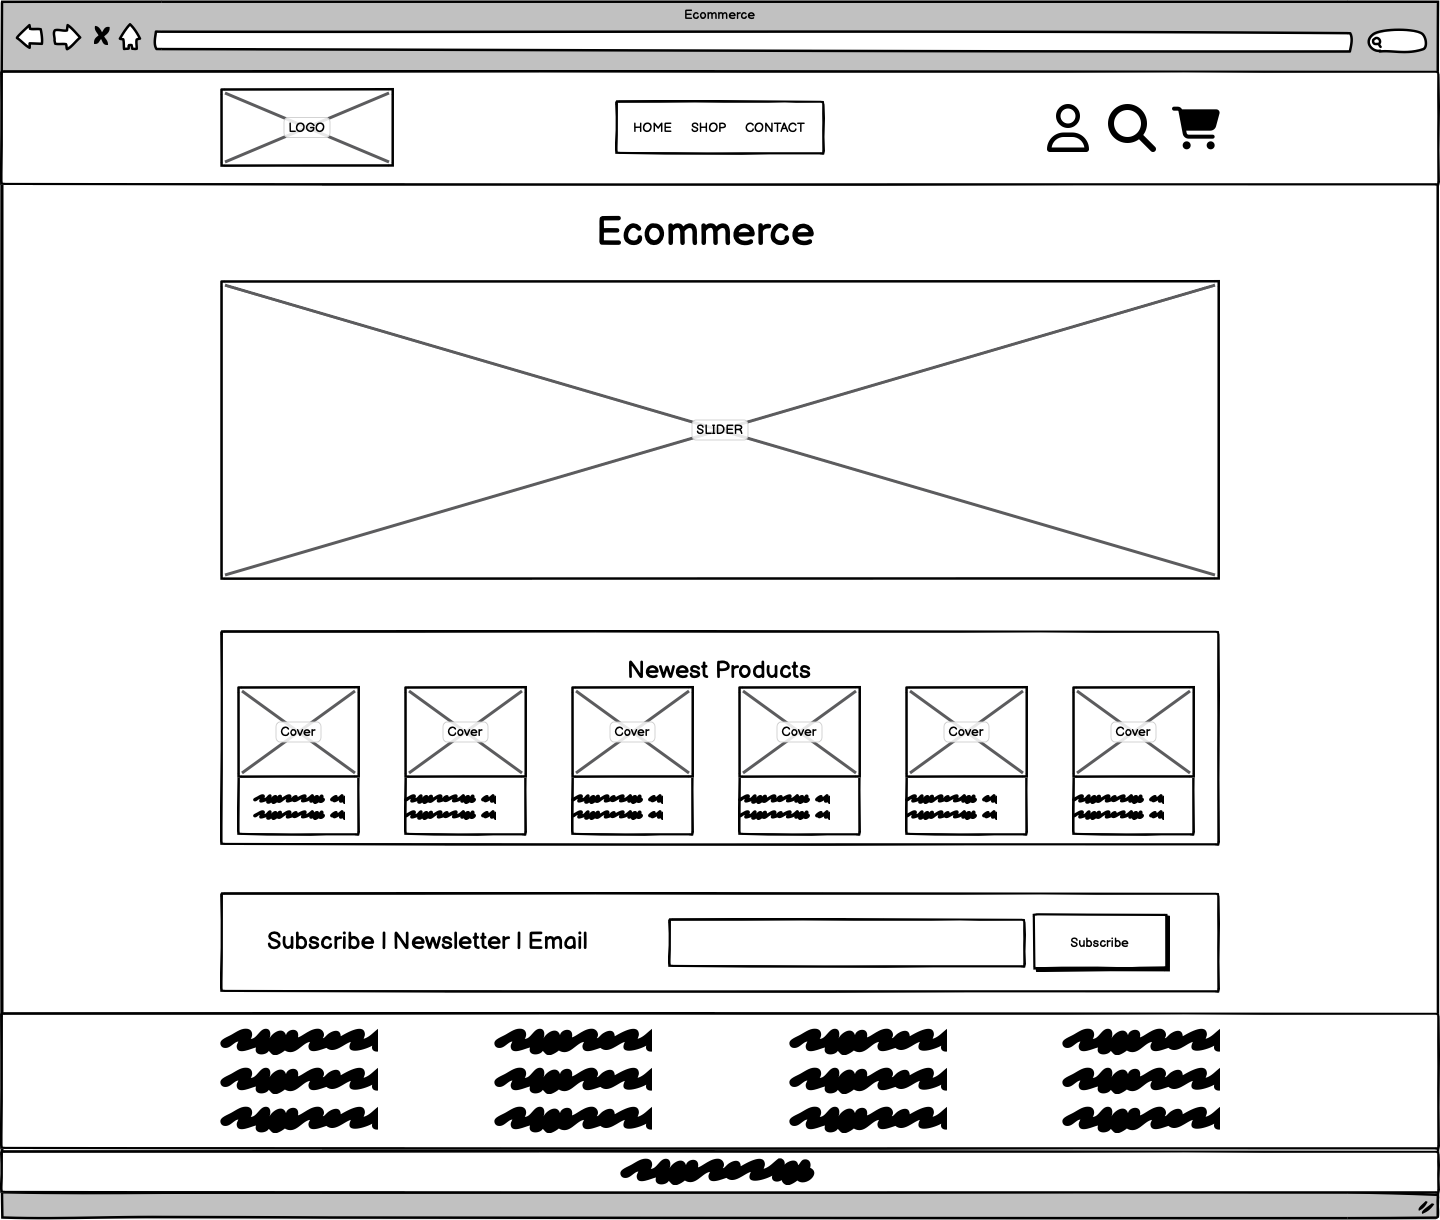 Ecommerce
LOGO
HOME SHOP CONTACT
Ecommerce
SLIDER
Newest Products
Cover Cover Cover Cover Cover Cover
Subscribe | Newsletter | Email
Subscribe